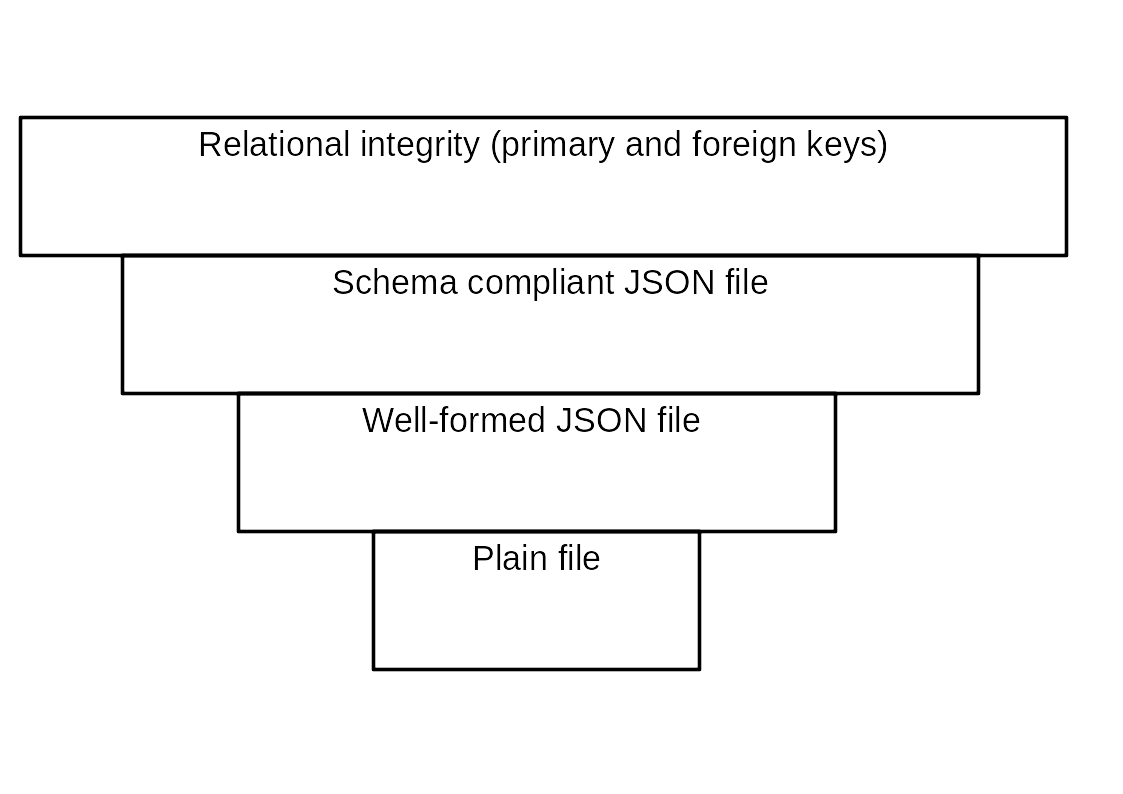 Relational integrity (primary and foreign keys)
Schema compliant JSON file
Well-formed JSON file
Plain file